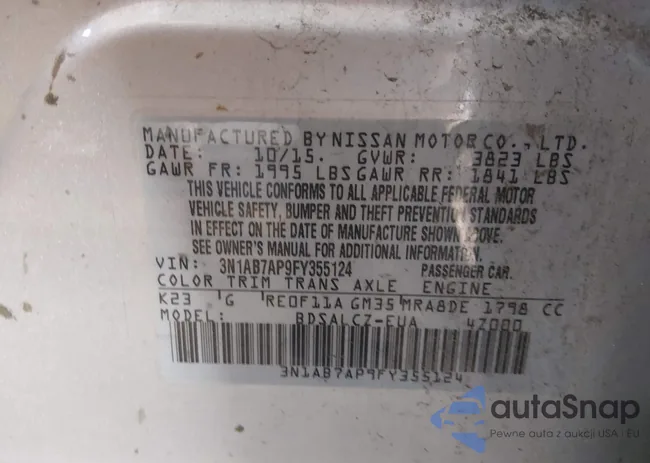 MANUFACTURED BY NISSAN MOTOR CO., LTD.
DATE: 10/15. GVWR: 3823 LBS
GAWR FR: 1995 LBS GAWR RR: 1841 LBS
THIS VEHICLE CONFORMS TO ALL APPLICABLE FEDERAL MOTOR
VEHICLE SAFETY, BUMPER AND THEFT PREVENTION STANDARDS
IN EFFECT ON THE DATE OF MANUFACTURE SHOWN ABOVE.
SEE OWNER'S MANUAL FOR ADDITIONAL INFORMATION.
VIN: 3N1AB7AP9FY355124 PASSENGER CAR.
COLOR TRIM TRANS AXLE ENGINE
K23 G RE0F11A GM35 MRA8DE 1798 CC
MODEL: BDSALCZ-EUA 4Z000
3N1AB7AP9FY355124
autaSnap
Pewne auta z aukcji USA - EU